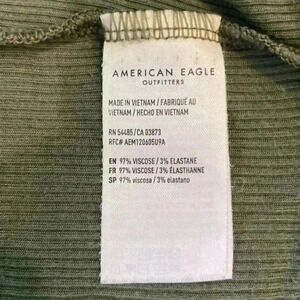 AMERICAN EAGLE
OUTFITTERS
MADE IN VIETNAM / FABRIQUÉ AU
VIETNAM / HECHO EN VIETNAM
RN 54485 / CA 03873
RFC# AEM120605U9A
EN 97% VISCOSE / 3% ELASTANE
FR 97% VISCOSE / 3% ÉLASTHANNE
SP 97% viscosa / 3% elastano